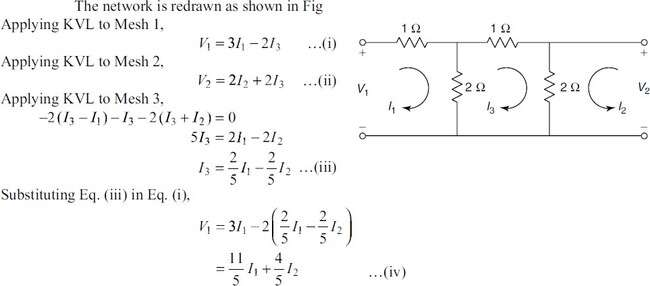 The network is redrawn as shown in Fig
Applying KVL to Mesh 1,
V₁ = 3I₁ − 2I₃ …(i)
Applying KVL to Mesh 2,
V₂ = 2I₂ + 2I₃ …(ii)
Applying KVL to Mesh 3,
−2(I₃ − I₁) − I₃ − 2(I₃ + I₂) = 0
5I₃ = 2I₁ − 2I₂
I₃ = 2/5 I₁ − 2/5 I₂ …(iii)
Substituting Eq. (iii) in Eq. (i),
V₁ = 3I₁ − 2(2/5 I₁ − 2/5 I₂)
= 11/5 I₁ + 4/5 I₂ …(iv)
1 Ω 1 Ω
+ +
V₁ 2 Ω 2 Ω V₂
I₁ I₃ I₂
− −